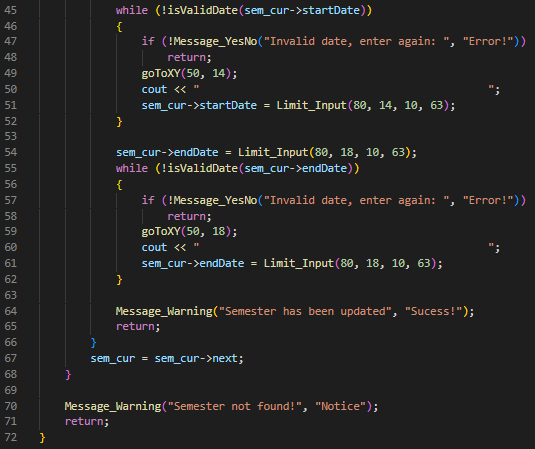 45 while (!isValidDate(sem_cur->startDate))
46 {
47 if (!Message_YesNo("Invalid date, enter again: ", "Error!"))
48 return;
49 goToXY(50, 14);
50 cout << "                                             ";
51 sem_cur->startDate = Limit_Input(80, 14, 10, 63);
52 }
53
54 sem_cur->endDate = Limit_Input(80, 18, 10, 63);
55 while (!isValidDate(sem_cur->endDate))
56 {
57 if (!Message_YesNo("Invalid date, enter again: ", "Error!"))
58 return;
59 goToXY(50, 18);
60 cout << "                                             ";
61 sem_cur->endDate = Limit_Input(80, 18, 10, 63);
62 }
63
64 Message_Warning("Semester has been updated", "Sucess!");
65 return;
66 }
67 sem_cur = sem_cur->next;
68 }
69
70 Message_Warning("Semester not found!", "Notice");
71 return;
72 }